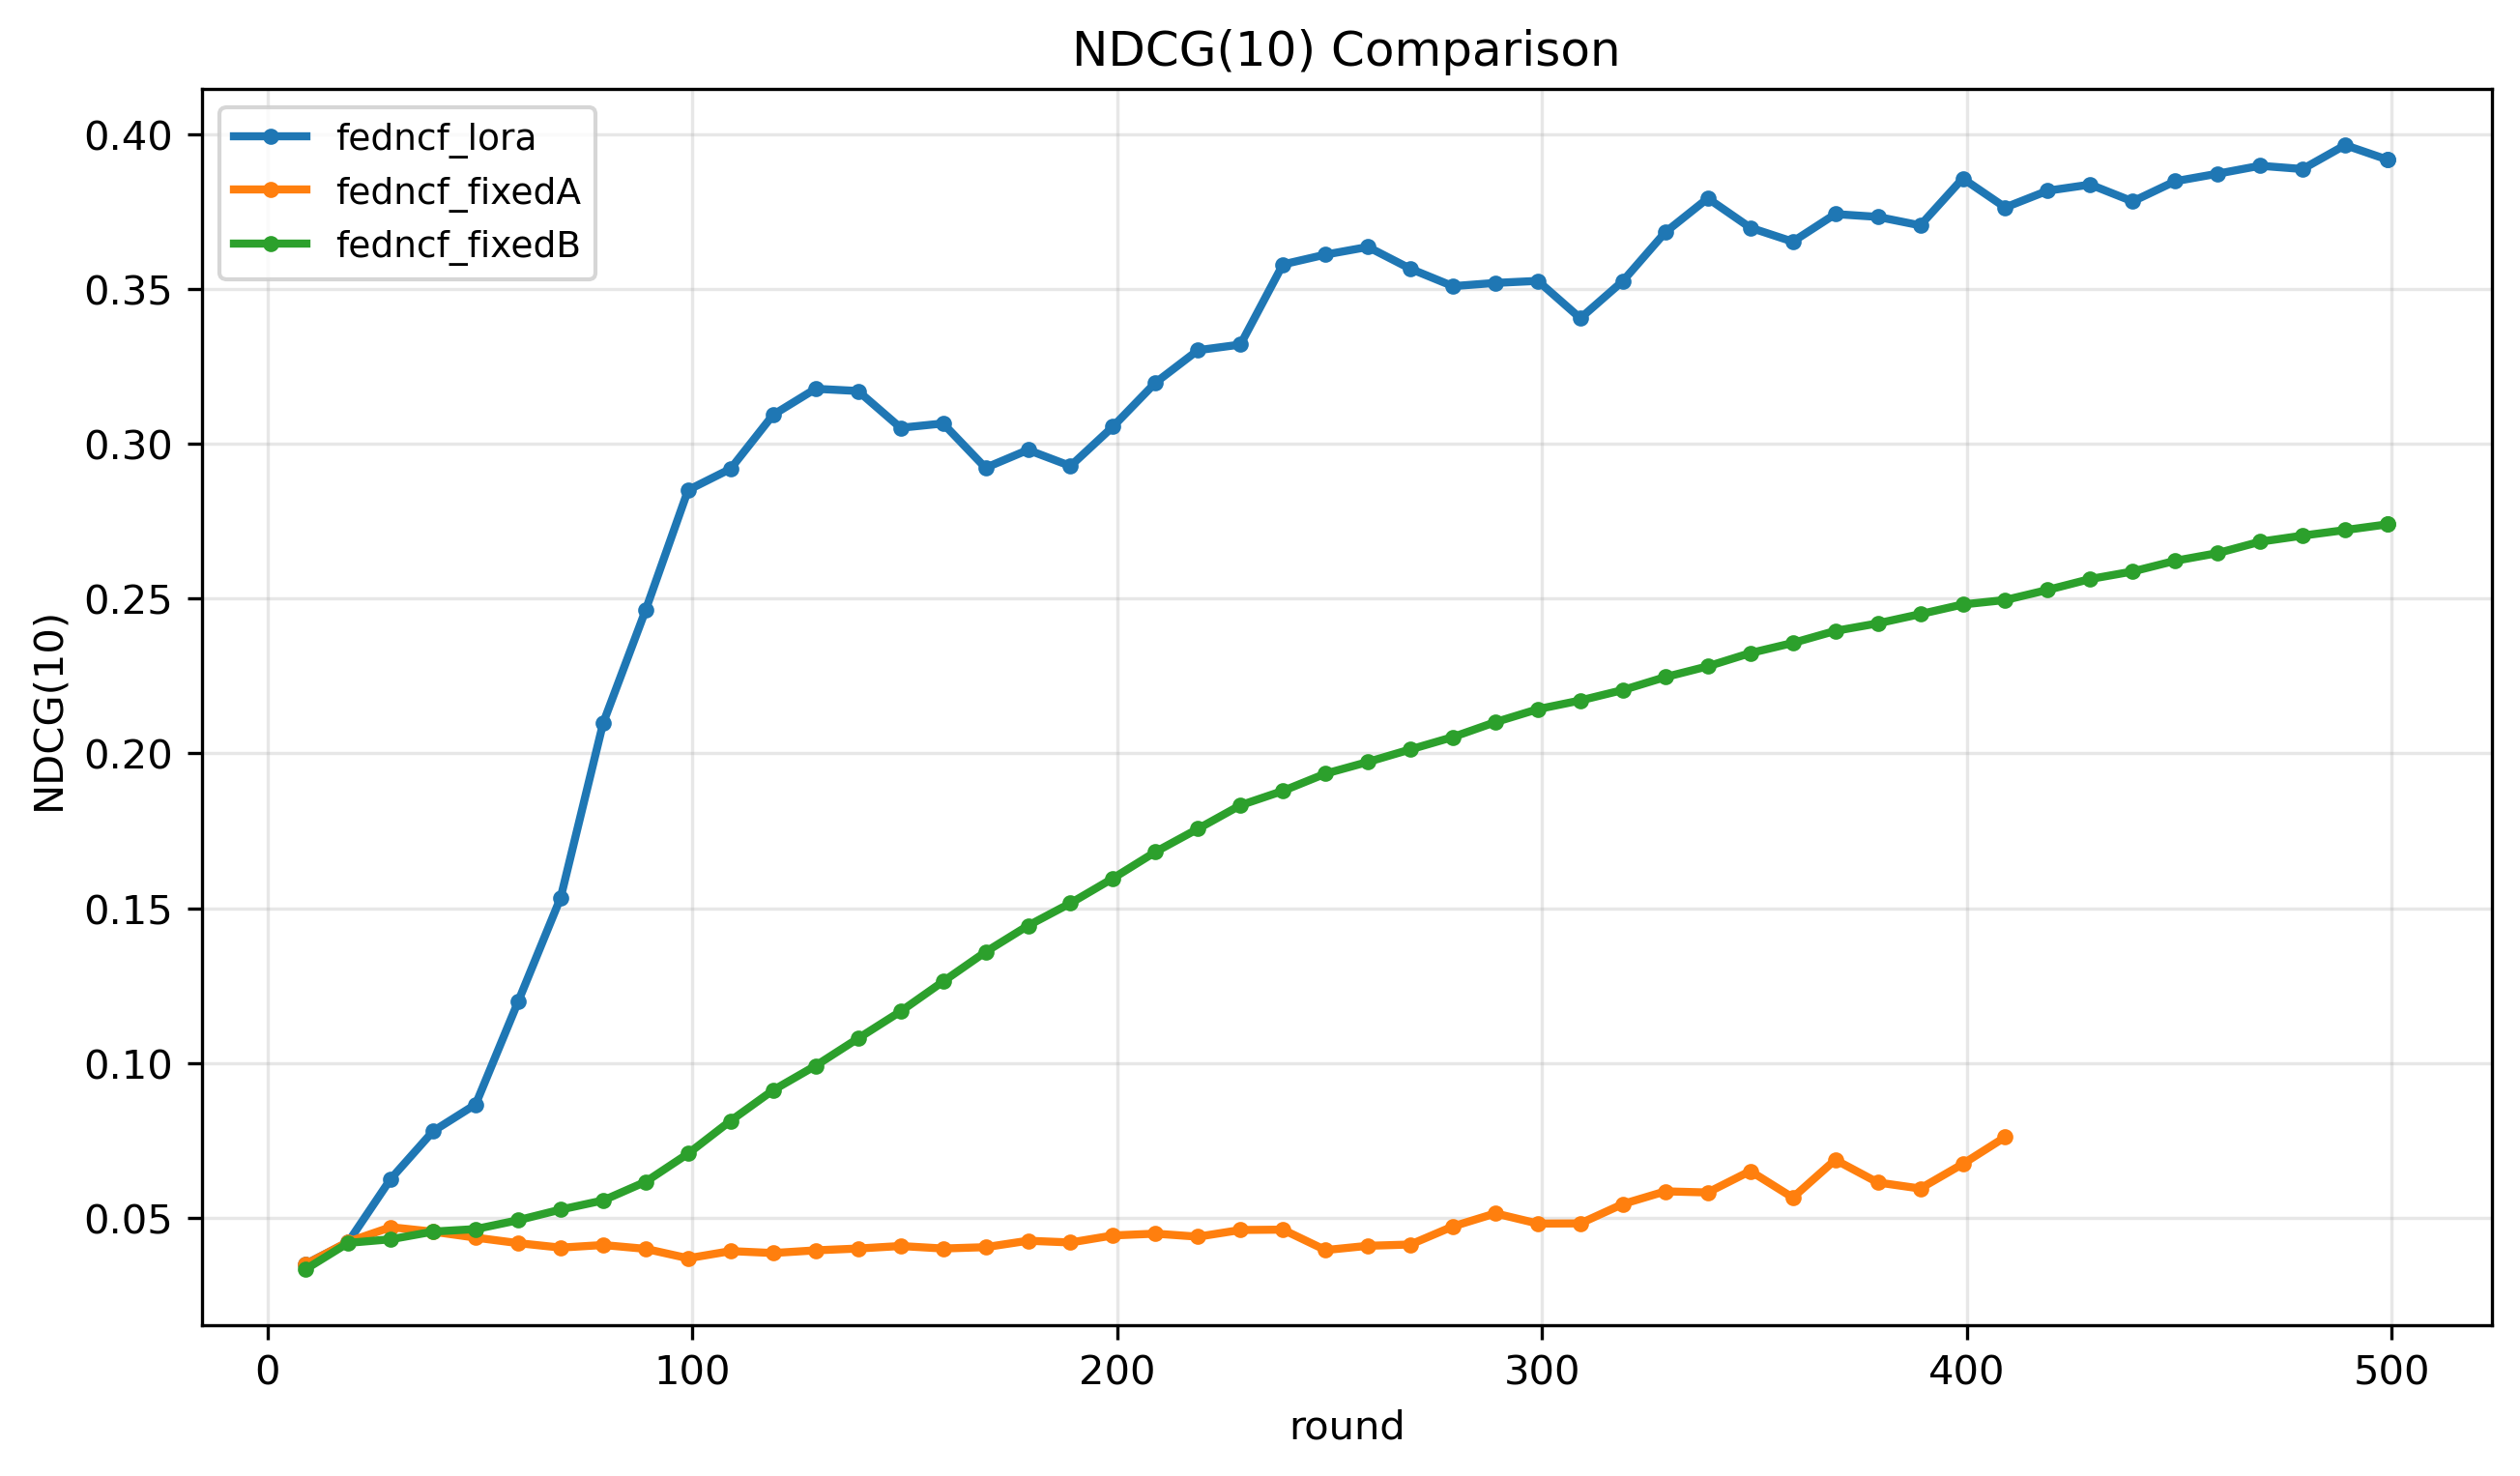 NDCG(10) Comparison
fedncf_lora
fedncf_fixedA
fedncf_fixedB
NDCG(10)
0.40
0.35
0.30
0.25
0.20
0.15
0.10
0.05
0 100 200 300 400 500
round